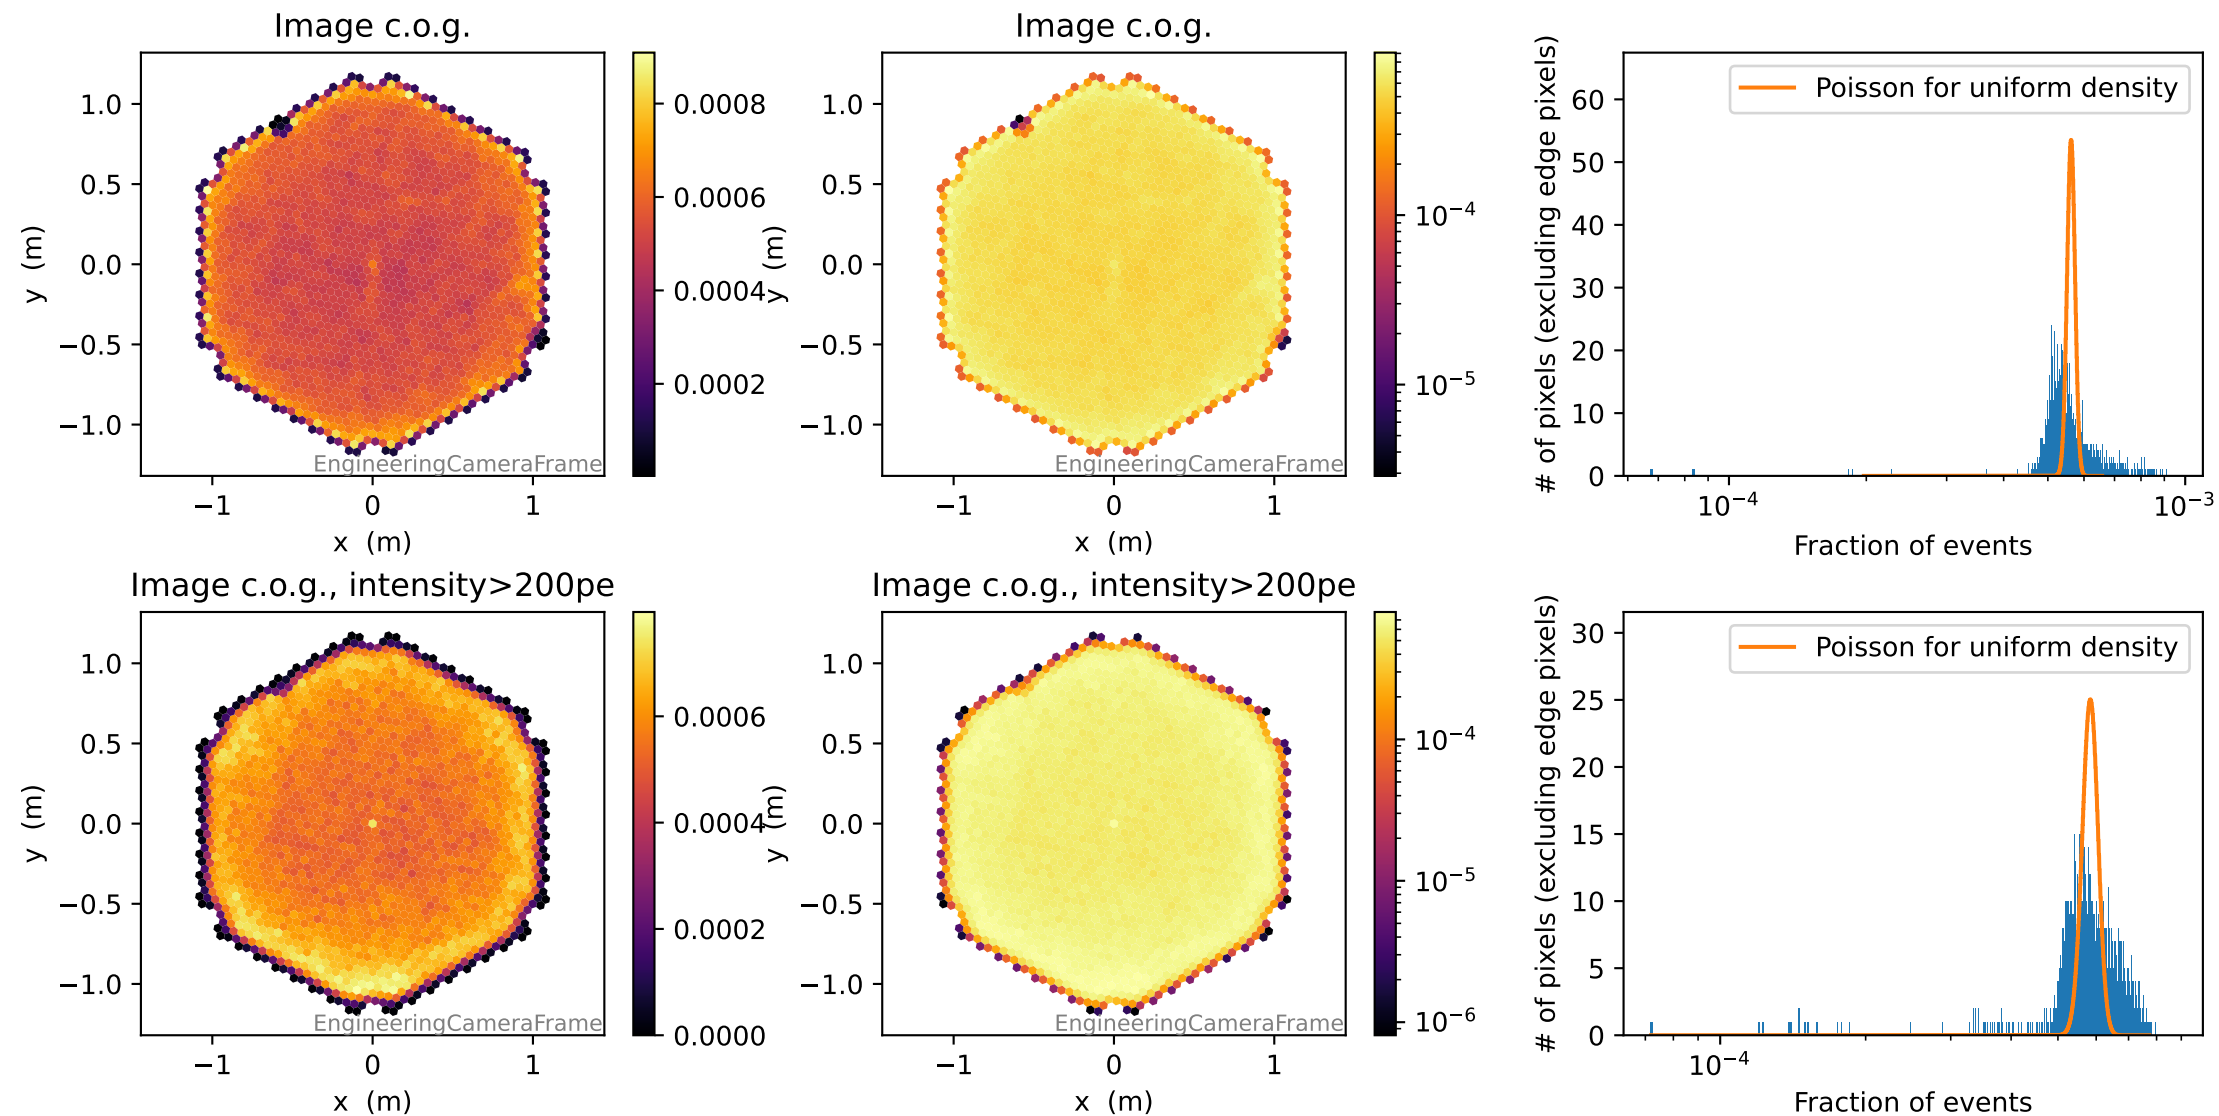 Image c.o.g.
1.0
0.5
0.0
−0.5
−1.0
y (m)
−1
0
1
x (m)
EngineeringCameraFrame
0.0008
0.0006
0.0004
0.0002
Image c.o.g.
1.0
0.5
0.0
−0.5
−1.0
y (m)
−1
0
1
x (m)
EngineeringCameraFrame
10⁻⁴
10⁻⁵
# of pixels (excluding edge pixels)
60
50
40
30
20
10
0
Poisson for uniform density
10⁻⁴
10⁻³
Fraction of events
Image c.o.g., intensity>200pe
1.0
0.5
0.0
−0.5
−1.0
y (m)
−1
0
1
x (m)
EngineeringCameraFrame
0.0006
0.0004
0.0002
0.0000
Image c.o.g., intensity>200pe
1.0
0.5
0.0
−0.5
−1.0
y (m)
−1
0
1
x (m)
EngineeringCameraFrame
10⁻⁴
10⁻⁵
10⁻⁶
# of pixels (excluding edge pixels)
30
25
20
15
10
5
0
Poisson for uniform density
10⁻⁴
Fraction of events